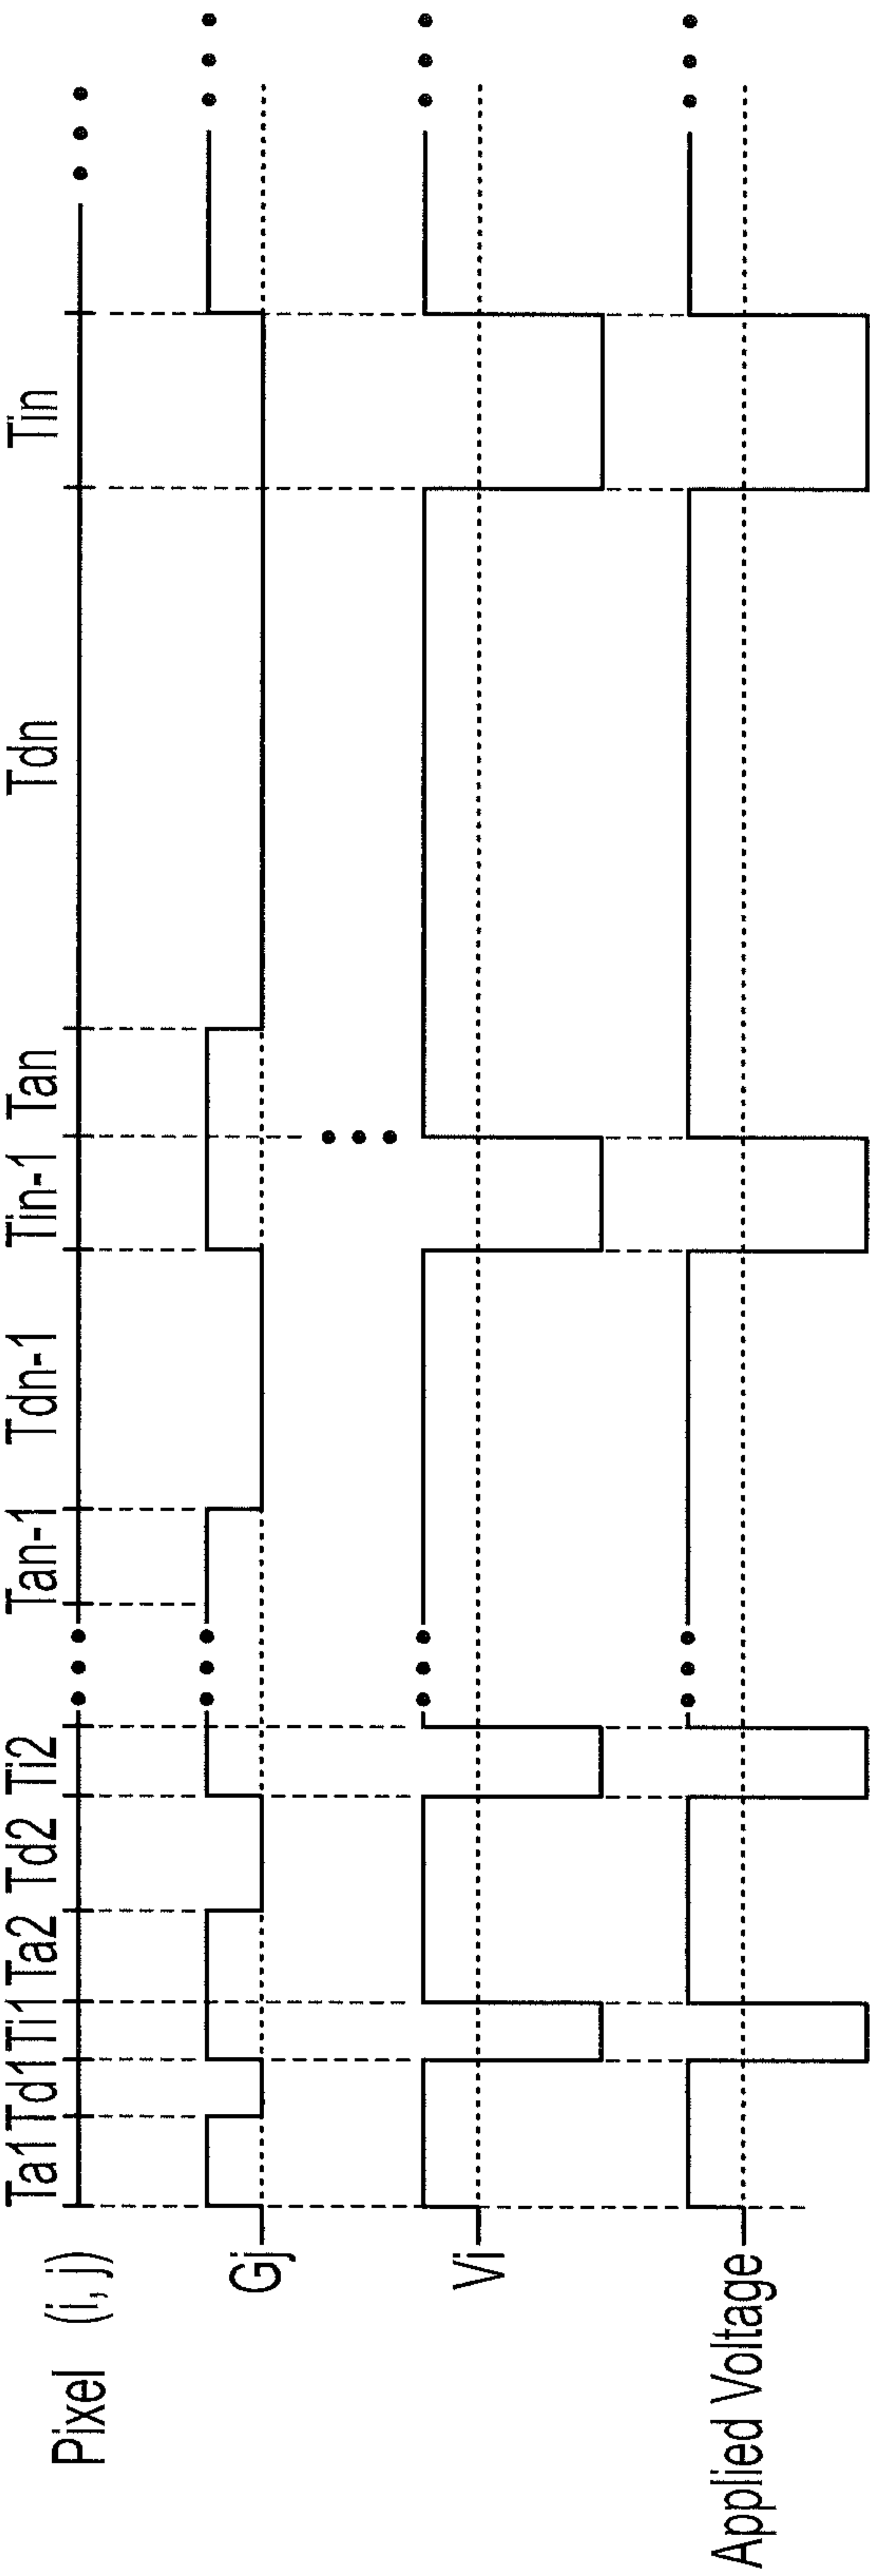 Ta1 Td1 Ti1 Ta2 Td2 Ti2 Tan-1 Tdn-1 Tin-1 Tan Tdn Tin
Pixel (i, j)
Gj
Vi
Applied Voltage